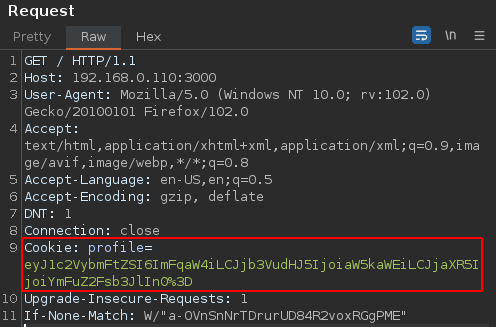 Request
Pretty Raw Hex \n
1 GET / HTTP/1.1
2 Host: 192.168.0.110:3000
3 User-Agent: Mozilla/5.0 (Windows NT 10.0; rv:102.0)
Gecko/20100101 Firefox/102.0
4 Accept:
text/html,application/xhtml+xml,application/xml;q=0.9,ima
ge/avif,image/webp,*/*;q=0.8
5 Accept-Language: en-US,en;q=0.5
6 Accept-Encoding: gzip, deflate
7 DNT: 1
8 Connection: close
9 Cookie: profile=
eyJ1c2VybmFtZSI6ImFqaW4iLCJjb3VudHJ5IjoiaW5kaWEiLCJjaXR5I
joiYmFuZ2Fsb3JlIn0%3D
10 Upgrade-Insecure-Requests: 1
11 If-None-Match: W/"a-OVnSnNrTDrurUD84R2voxRGgPME"